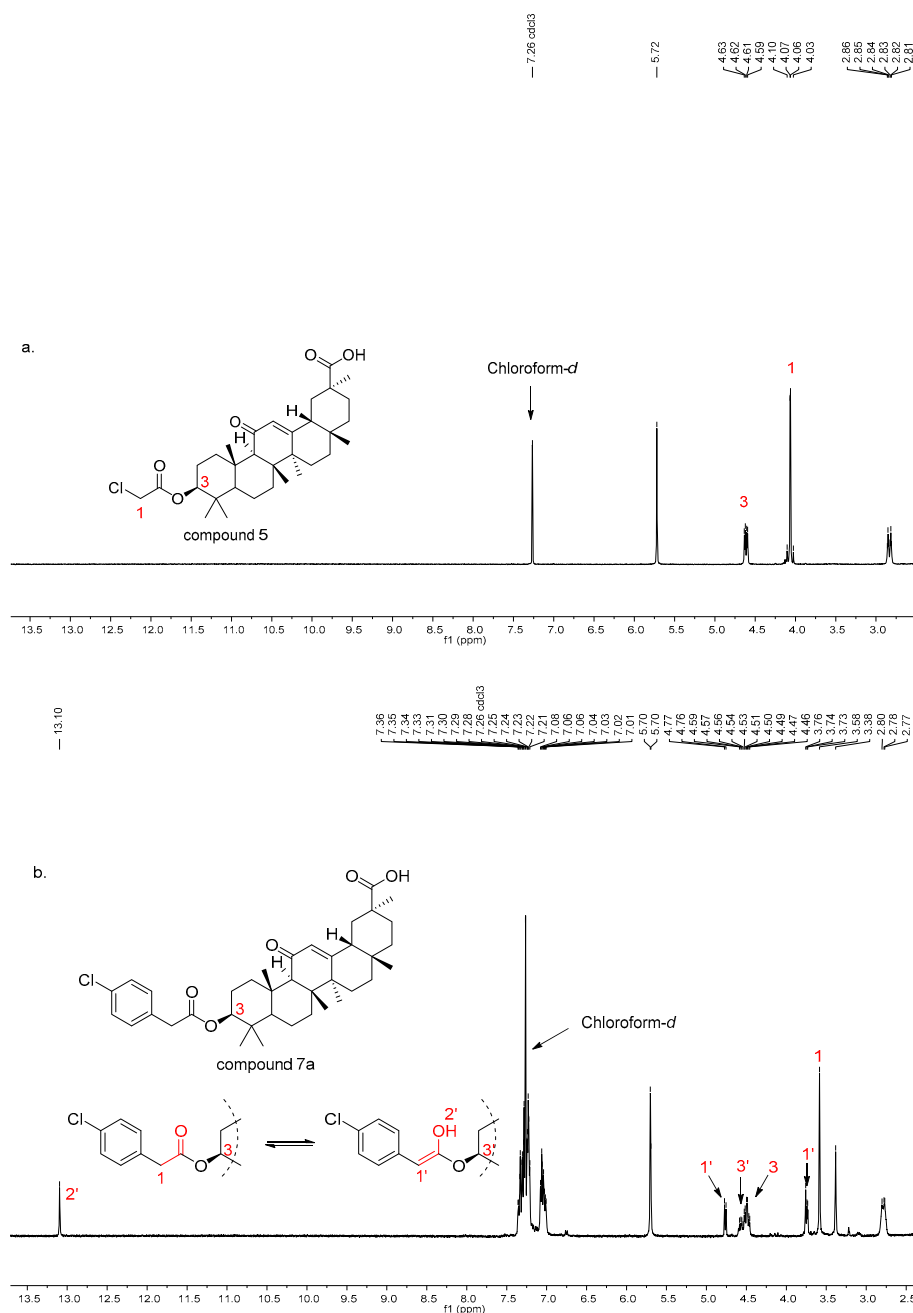 7.26 cdcl3
5.72
4.63
4.62
4.61
4.59
4.10
4.07
4.06
4.03
2.86
2.85
2.84
2.83
2.82
2.81
a.
O
OH
Chloroform-d
1
H
O
H
3
O
Cl
O
3
1
compound 5
13.5 13.0 12.5 12.0 11.5 11.0 10.5 10.0 9.5 9.0 8.5 8.0 7.5 7.0 6.5 6.0 5.5 5.0 4.5 4.0 3.5 3.0
f1 (ppm)
13.10
7.36
7.35
7.34
7.33
7.31
7.30
7.29
7.28
7.26 cdcl3
7.25
7.24
7.23
7.22
7.21
7.08
7.06
7.06
7.04
7.03
7.02
7.01
5.70
5.70
4.77
4.76
4.59
4.57
4.56
4.54
4.53
4.51
4.50
4.49
4.47
4.46
3.76
3.74
3.73
3.58
3.38
2.80
2.78
2.77
b.
O
OH
H
O
H
Cl
O
O
3
compound 7a
Chloroform-d
1
Cl
O
O
3
1
Cl
2'
OH
O
3'
1'
2'
1'
3'
3
1'
13.5 13.0 12.5 12.0 11.5 11.0 10.5 10.0 9.5 9.0 8.5 8.0 7.5 7.0 6.5 6.0 5.5 5.0 4.5 4.0 3.5 3.0 2.5
f1 (ppm)